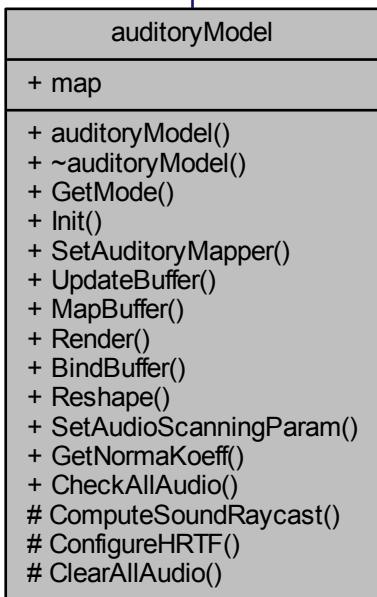 auditoryModel
+ map
+ auditoryModel()
+ ~auditoryModel()
+ GetMode()
+ Init()
+ SetAuditoryMapper()
+ UpdateBuffer()
+ MapBuffer()
+ Render()
+ BindBuffer()
+ Reshape()
+ SetAudioScanningParam()
+ GetNormaKoeff()
+ CheckAllAudio()
# ComputeSoundRaycast()
# ConfigureHRTF()
# ClearAllAudio()